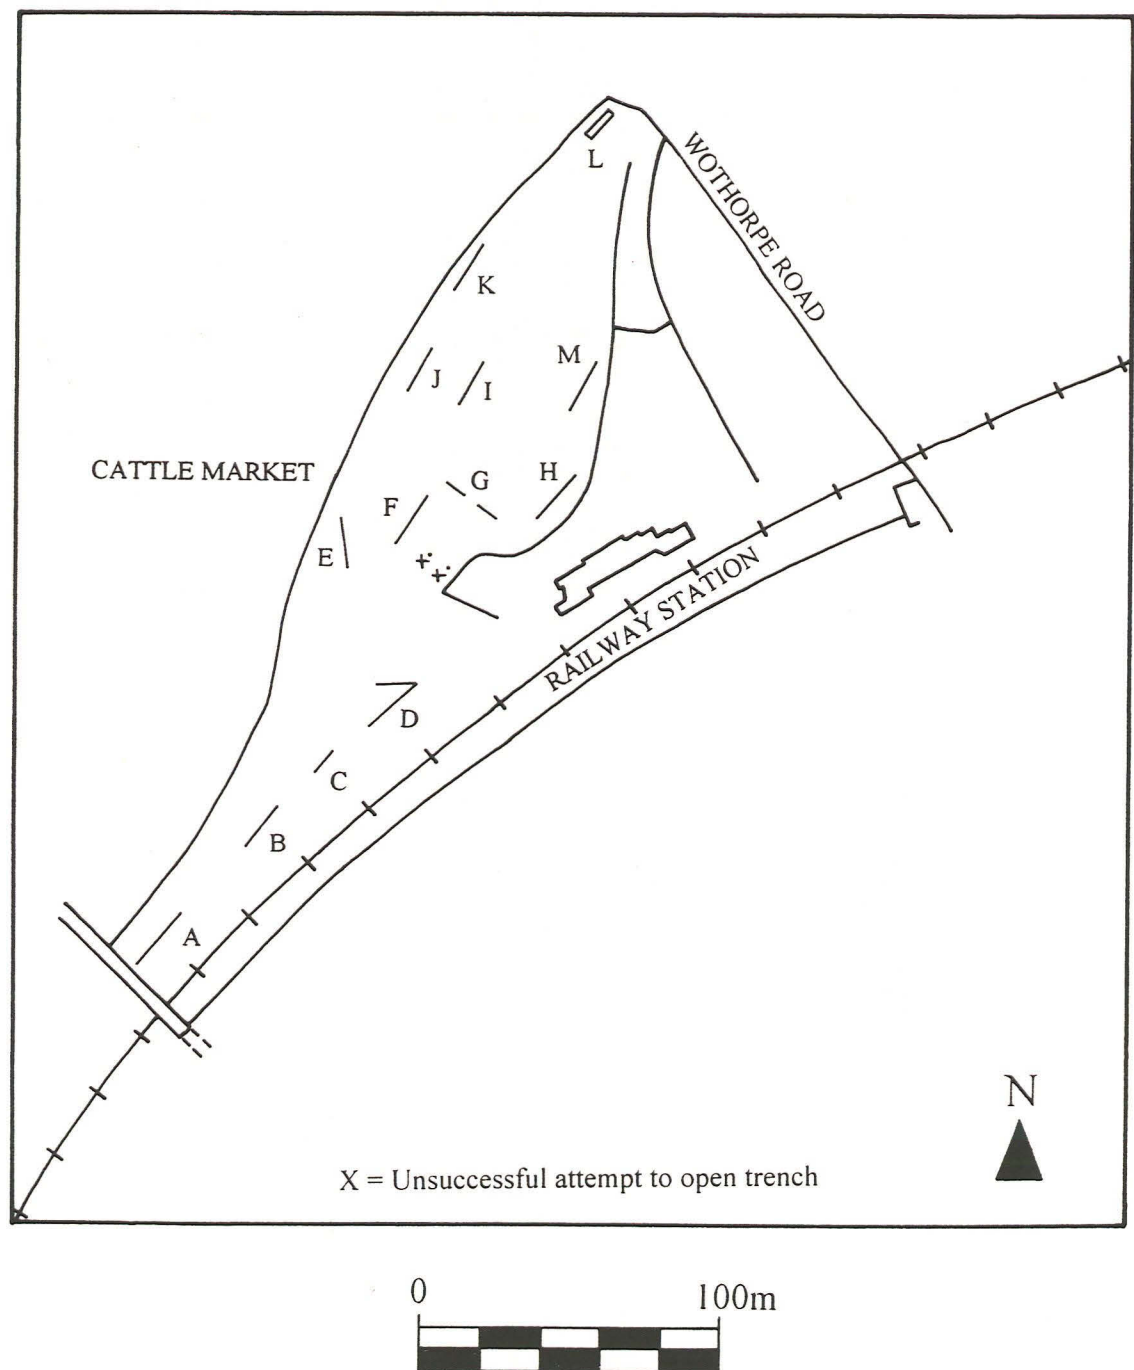 L
WOTHORPE ROAD
K
J
I
M
CATTLE MARKET
G
H
F
E
RAILWAY STATION
D
C
B
A
N
X = Unsuccessful attempt to open trench
0 100m